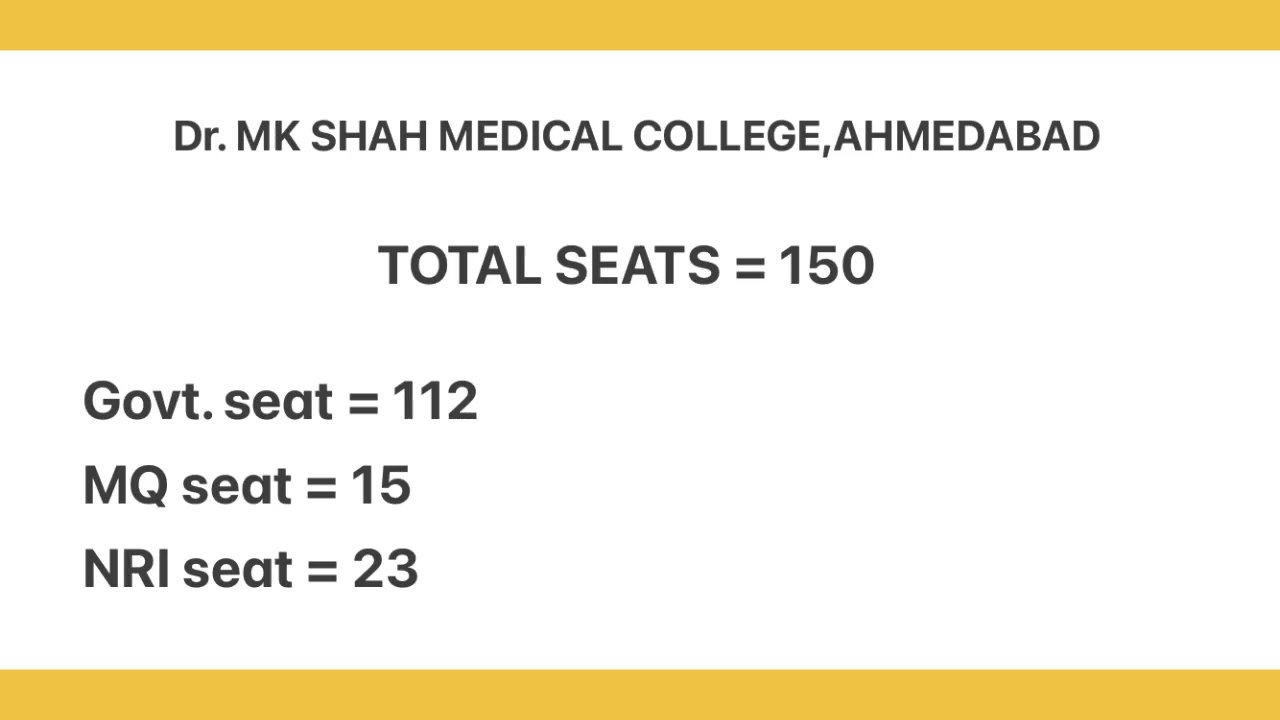 Dr. MK SHAH MEDICAL COLLEGE,AHMEDABAD
TOTAL SEATS = 150
Govt. seat = 112
MQ seat = 15
NRI seat = 23